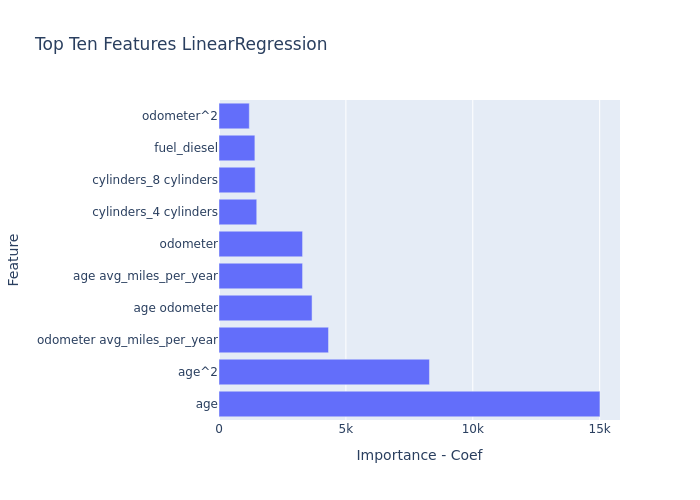 Top Ten Features LinearRegression
odometer^2
fuel_diesel
cylinders_8 cylinders
cylinders_4 cylinders
odometer
age avg_miles_per_year
age odometer
odometer avg_miles_per_year
age^2
age
Feature
0 5k 10k 15k
Importance - Coef